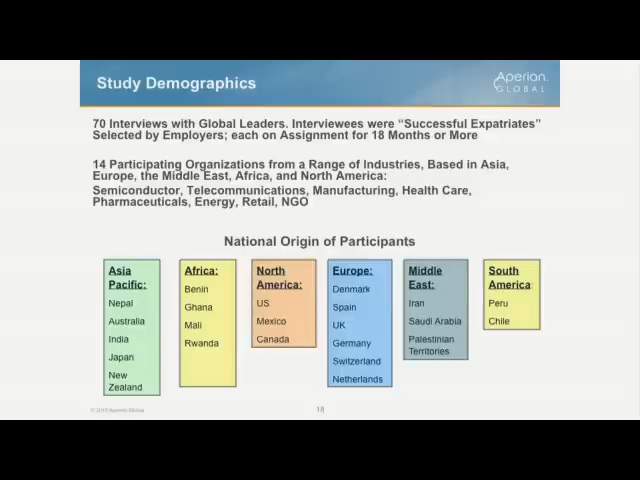 Study Demographics
Aperian
GLOBAL
70 Interviews with Global Leaders. Interviewees were “Successful Expatriates”
Selected by Employers; each on Assignment for 18 Months or More
14 Participating Organizations from a Range of Industries, Based in Asia,
Europe, the Middle East, Africa, and North America:
Semiconductor, Telecommunications, Manufacturing, Health Care,
Pharmaceuticals, Energy, Retail, NGO
National Origin of Participants
Asia
Pacific:
Nepal
Australia
India
Japan
New
Zealand
Africa:
Benin
Ghana
Mali
Rwanda
North
America:
US
Mexico
Canada
Europe:
Denmark
Spain
UK
Germany
Switzerland
Netherlands
Middle
East:
Iran
Saudi Arabia
Palestinian
Territories
South
America:
Peru
Chile
Aperian Global
18